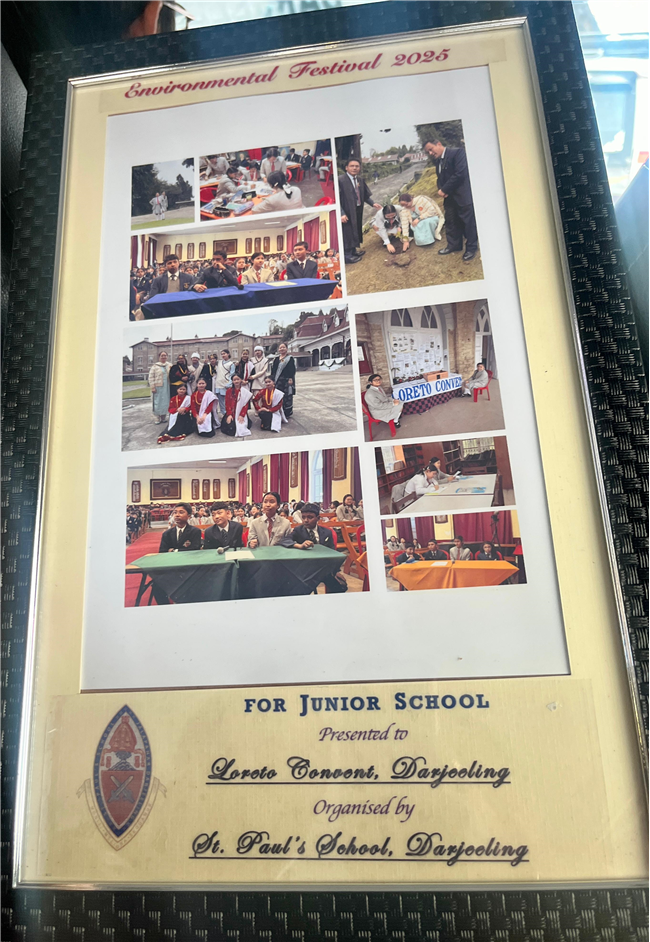 Environmental Festival 2025
LORETO CONVE
FOR JUNIOR SCHOOL
Presented to
Loreto Convent, Darjeeling
Organised by
St. Paul's School, Darjeeling